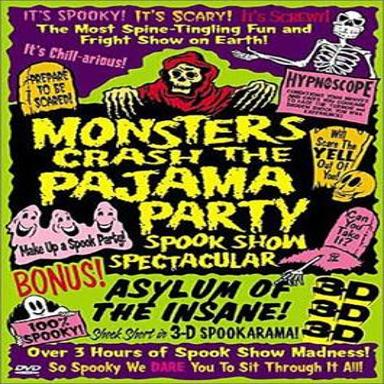 IT'S SPOOKY! IT'S SCARY! It's SCREWY!
The Most Spine-Tingling Fun and
Fright Show on Earth!
It's Chill-arious!
PREPARE
TO BE
SCARED!
HYPNOSCOPE
MONSTERS
CRASH THE
PAJAMA
PARTY
SPOOK SHOW
SPECTACULAR
Will
Scare The
YELL
Out Of
You!
Can
You
Take
It?
Make Up a Spook Party!
BONUS!
ASYLUM OF
THE INSANE!
Shock Short in 3-D SPOOKARAMA!
3-D
3-D
3-D
100%
SPOOKY!
Over 3 Hours of Spook Show Madness!
DVD
So Spooky We DARE You To Sit Through It All!